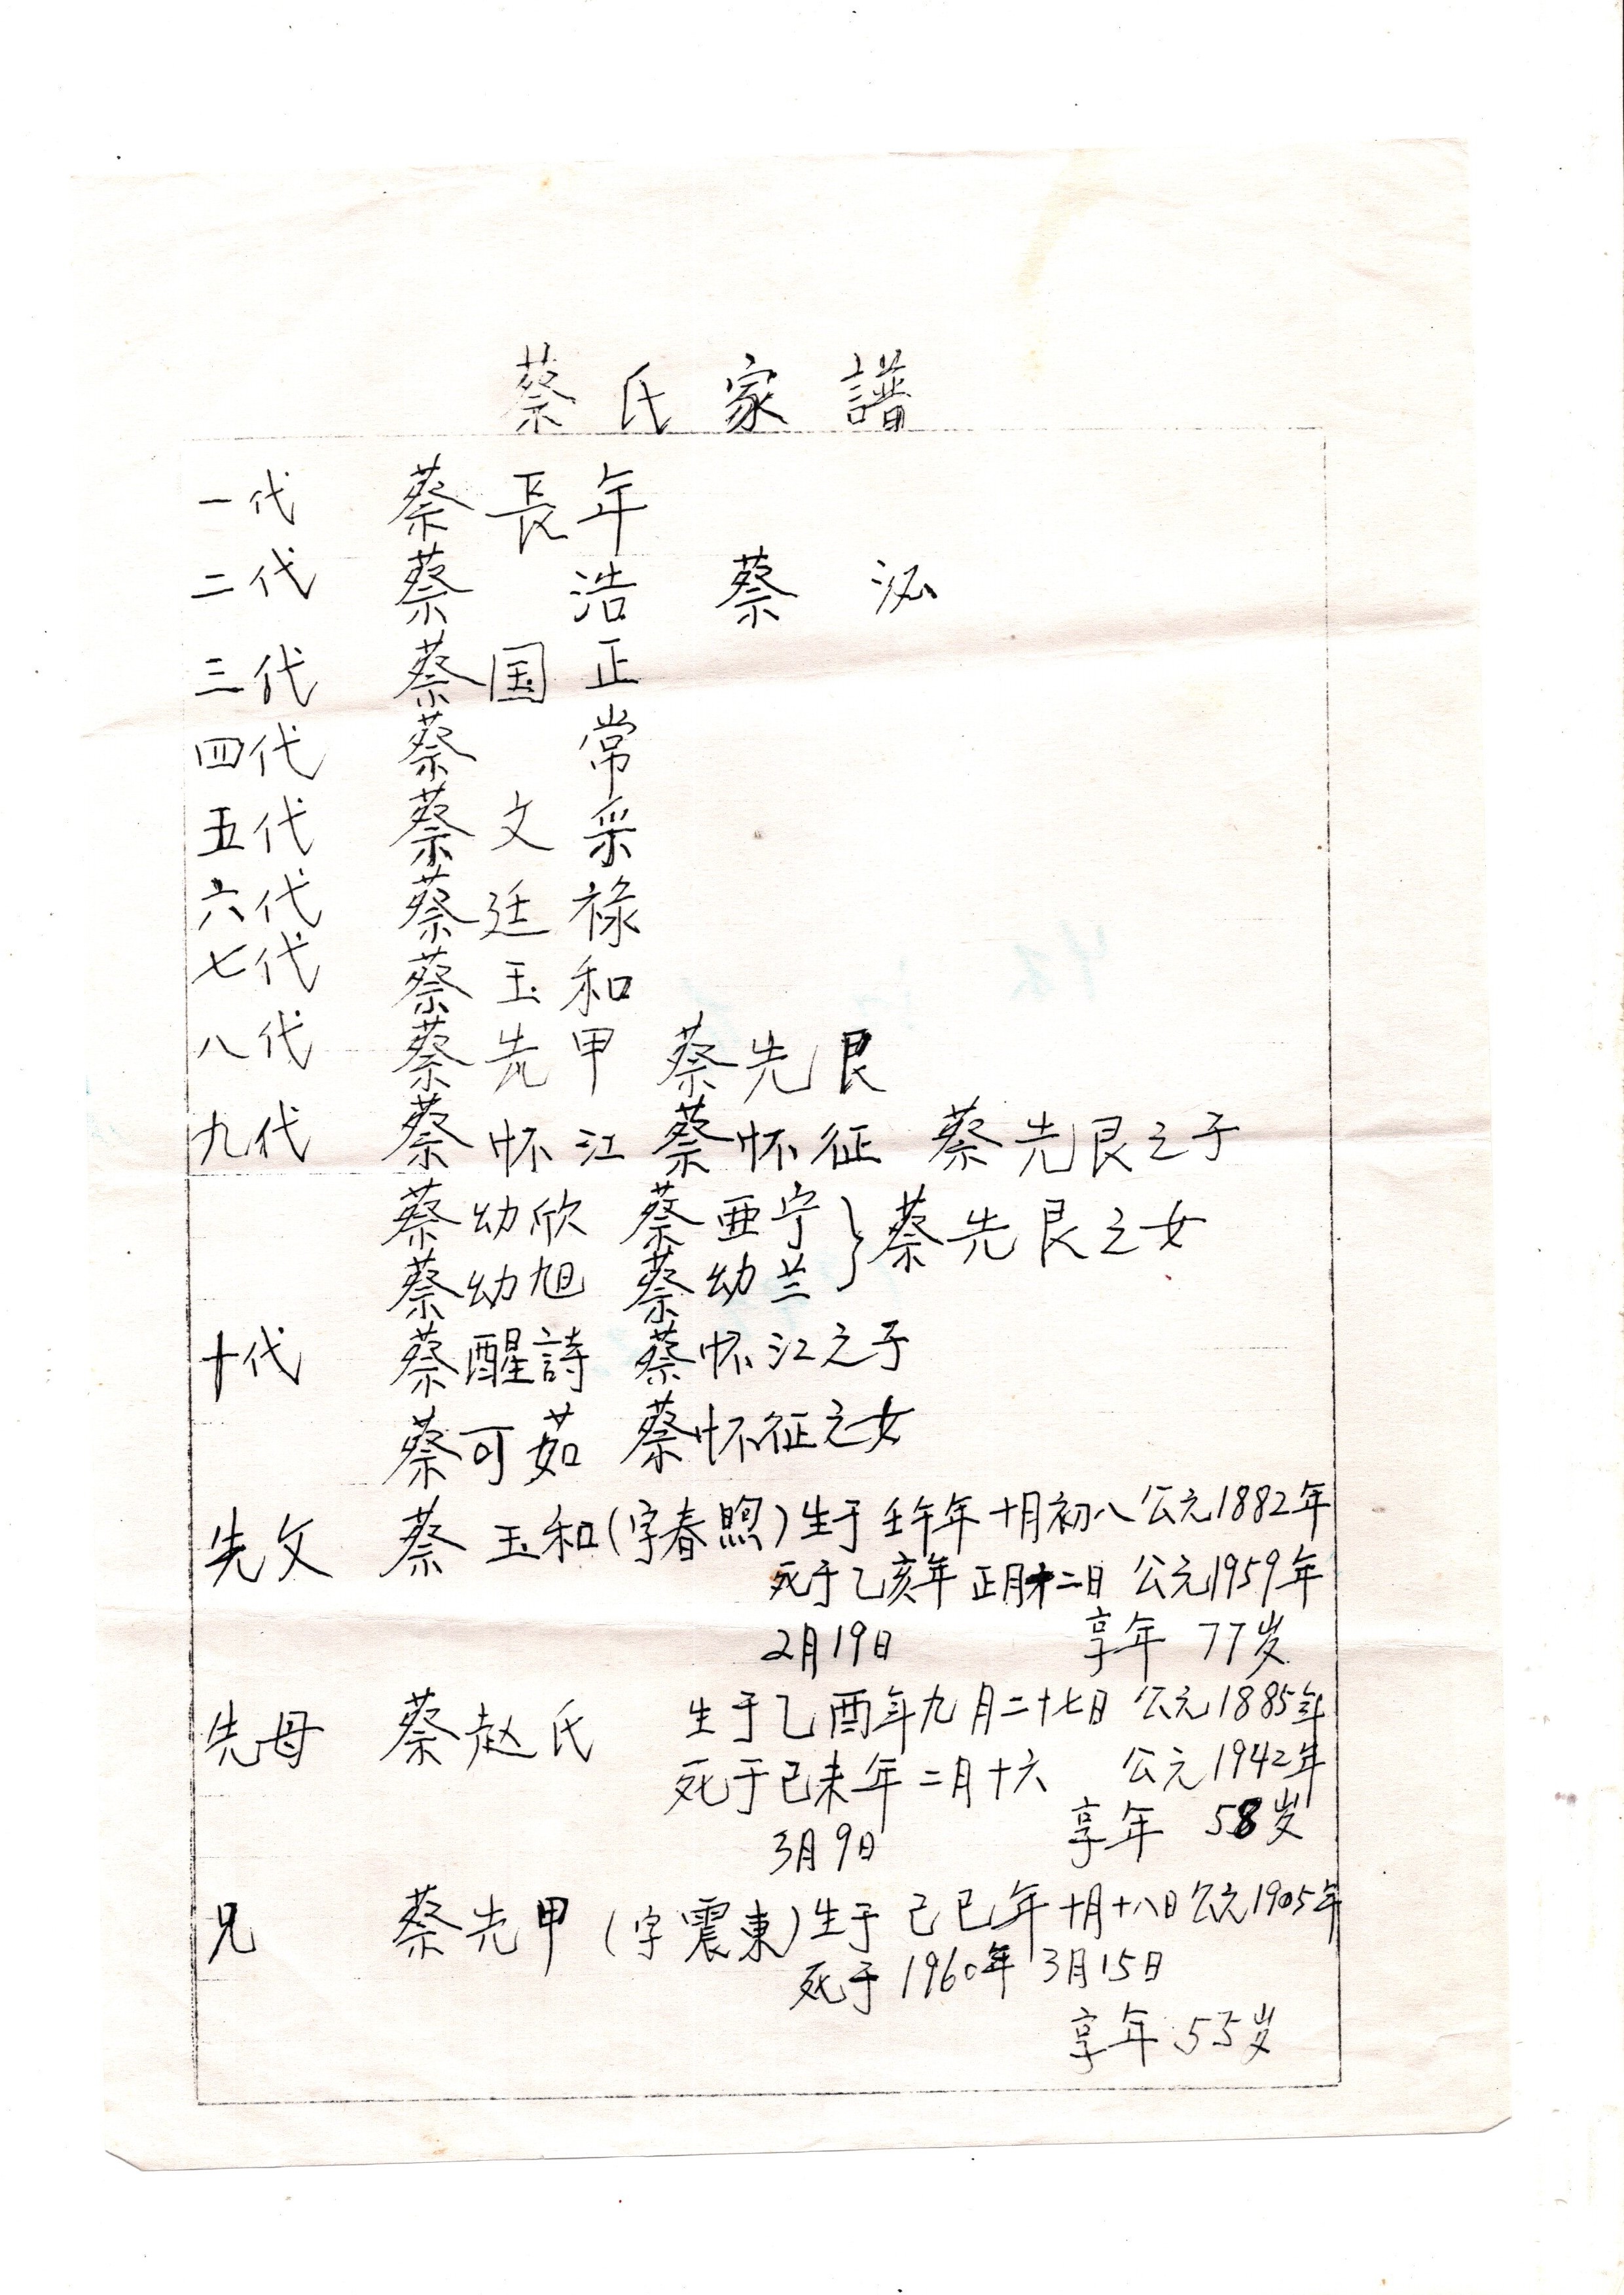 蔡氏家譜
一代 蔡長年
二代 蔡 浩 蔡 泌
三代 蔡国正
四代 蔡 常
五代 蔡文采
六代 蔡廷祿
七代 蔡玉和
八代 蔡先甲 蔡先艮
九代 蔡怀江 蔡怀征 蔡先艮之子
蔡幼欣 蔡亜宁 } 蔡先艮之女
蔡幼旭 蔡幼兰
十代 蔡醒詩 蔡怀江之子
蔡可茹 蔡怀征之女
先父 蔡玉和(字春煦)生于壬午年十月初八公元1882年
死于乙亥年正月十二日 公元1959年
2月19日 享年 77岁
先母 蔡赵氏 生于乙酉年九月二十七日 公元1885年
死于己未年二月十六 公元1942年
3月9日 享年 58岁
兄 蔡先甲(字震東)生于己巳年十月十八日公元1905年
死于1960年3月15日
享年55岁